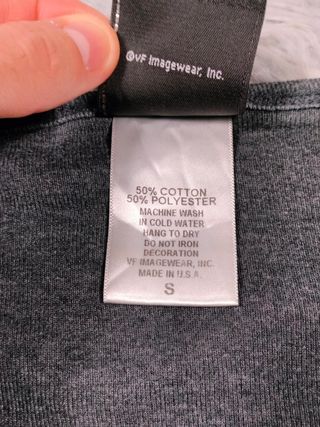 ©VF Imagewear, Inc.
50% COTTON
50% POLYESTER
MACHINE WASH
IN COLD WATER
HANG TO DRY
DO NOT IRON
DECORATION
VF IMAGEWEAR, INC.
MADE IN U.S.A.
S